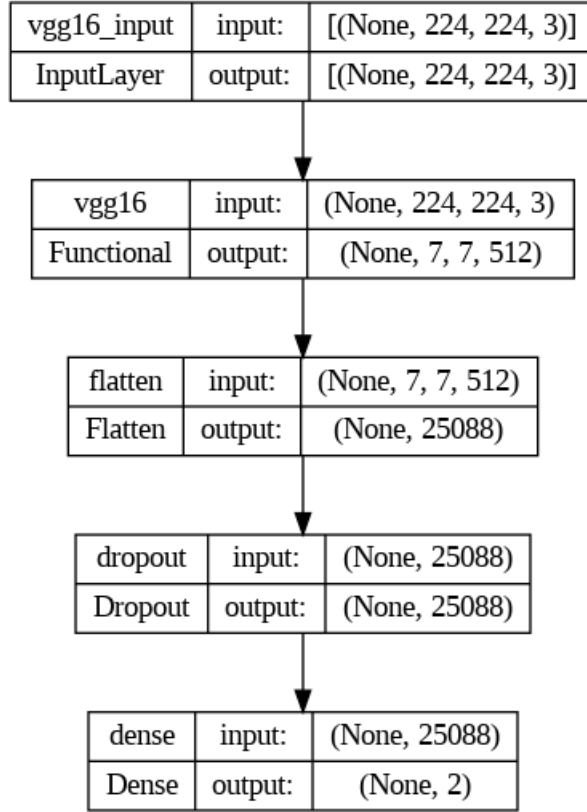 vgg16_input input: [(None, 224, 224, 3)]
InputLayer output: [(None, 224, 224, 3)]
vgg16 input: (None, 224, 224, 3)
Functional output: (None, 7, 7, 512)
flatten input: (None, 7, 7, 512)
Flatten output: (None, 25088)
dropout input: (None, 25088)
Dropout output: (None, 25088)
dense input: (None, 25088)
Dense output: (None, 2)